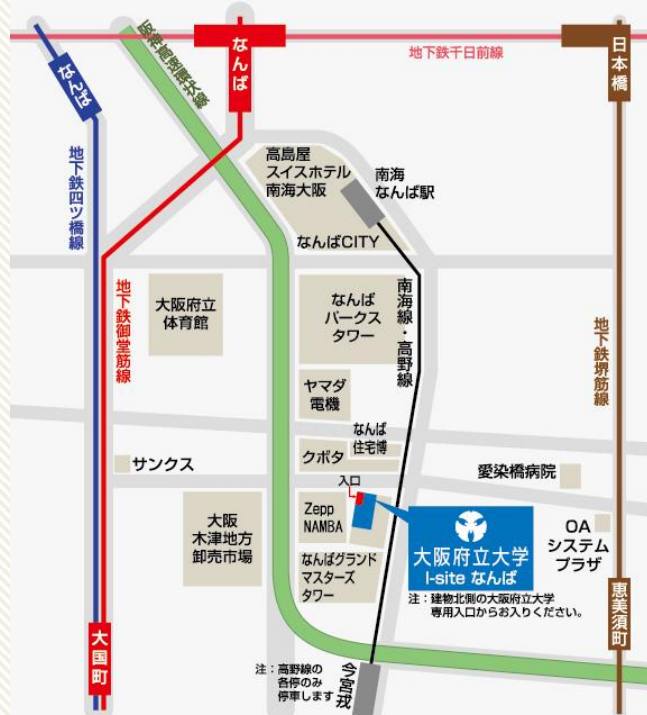 なんば
阪神高速環状線
なんば
地下鉄千日前線
日本橋
地下鉄四ツ橋線
高島屋
スイスホテル
南海大阪
南海
なんば駅
なんばCITY
地下鉄御堂筋線
大阪府立
体育館
なんば
パークス
タワー
南海線・高野線
地下鉄堺筋線
ヤマダ
電機
なんば
住宅博
クボタ
サンクス
入口
愛染橋病院
大阪
木津地方
卸売市場
Zepp
NAMBA
大阪府立大学
I-site なんば
OA
システム
プラザ
なんばグランド
マスターズ
タワー
注：建物北側の大阪府立大学
専用入口からお入りください。
恵美須町
大国町
注：高野線の
各停のみ
停車します
今宮戎